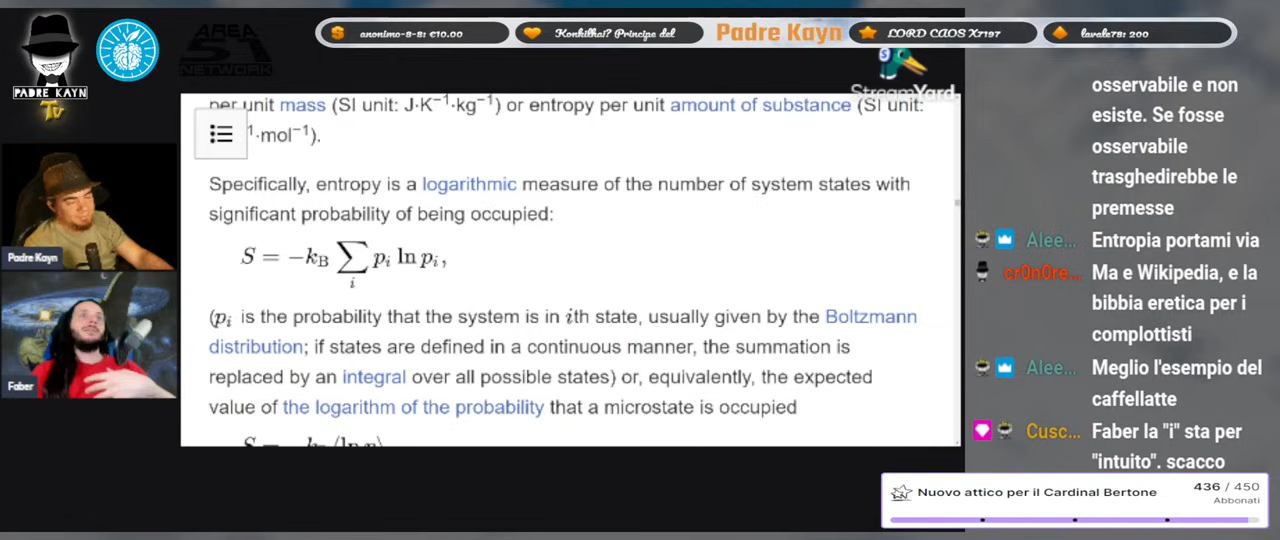 anonimo-8-8: €10.00
Konkilhai? Principe del
Padre Kayn
LORD CAOS X7197
lavale78: 200
PADRE KAYN
Tv
AREA
51
NETWORK
StreamYard
per unit mass (SI unit: J⋅K⁻¹⋅kg⁻¹) or entropy per unit amount of substance (SI unit:
⁻¹⋅mol⁻¹).
Specifically, entropy is a logarithmic measure of the number of system states with
significant probability of being occupied:
S = −k_B ∑_i p_i ln p_i,
(p_i is the probability that the system is in ith state, usually given by the Boltzmann
distribution; if states are defined in a continuous manner, the summation is
replaced by an integral over all possible states) or, equivalently, the expected
value of the logarithm of the probability that a microstate is occupied
Padre Kayn
Faber
osservabile e non
esiste. Se fosse
osservabile
trasghedirebbe le
premesse
Alee... Entropia portami via
cr0n0re... Ma e Wikipedia, e la
bibbia eretica per i
complottisti
Alee... Meglio l'esempio del
caffellatte
Cusc... Faber la "i" sta per
"intuito". scacco
Nuovo attico per il Cardinal Bertone
436 / 450
Abbonati